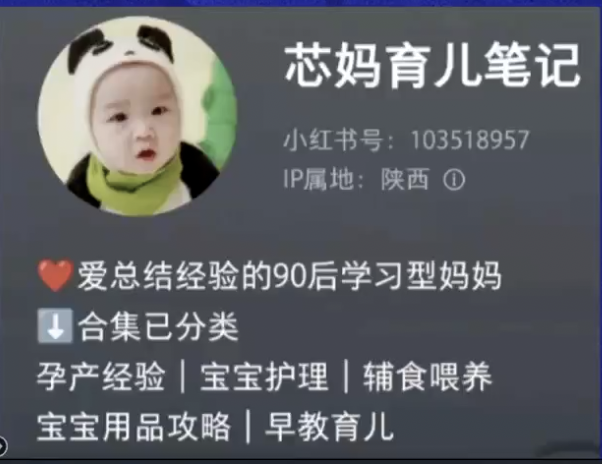 芯妈育儿笔记
小红书号：103518957
IP属地：陕西
❤️爱总结经验的90后学习型妈妈
⬇️合集已分类
孕产经验｜宝宝护理｜辅食喂养
宝宝用品攻略｜早教育儿